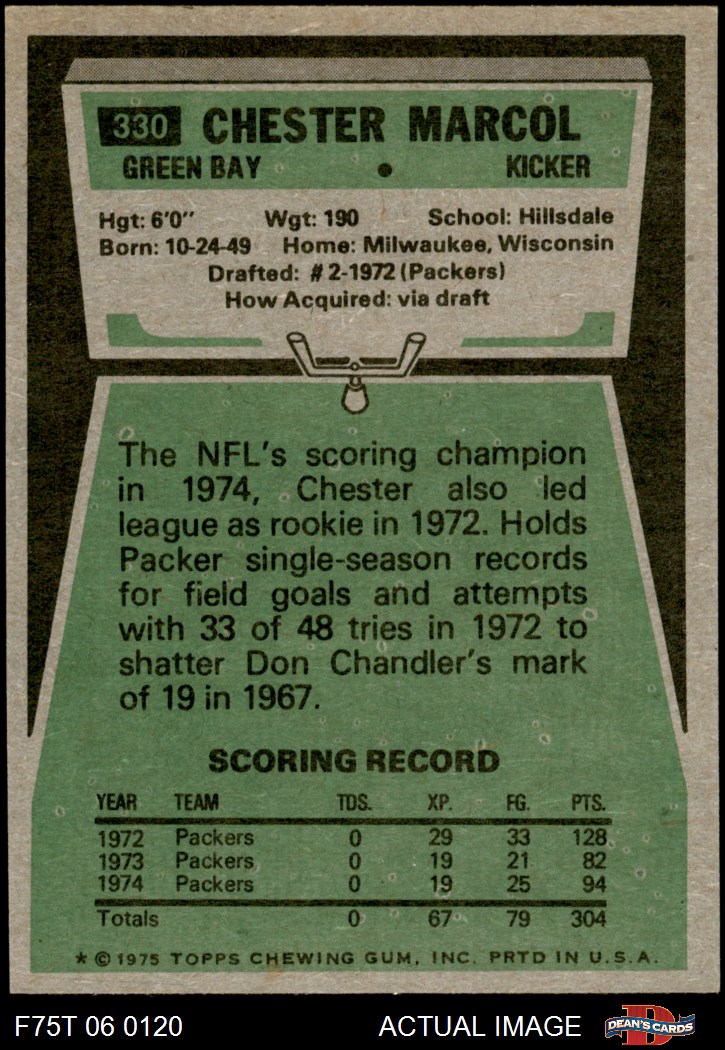 330 CHESTER MARCOL
GREEN BAY • KICKER
Hgt: 6'0" Wgt: 190 School: Hillsdale
Born: 10-24-49 Home: Milwaukee, Wisconsin
Drafted: #2-1972 (Packers)
How Acquired: via draft
The NFL's scoring champion
in 1974, Chester also led
league as rookie in 1972. Holds
Packer single-season records
for field goals and attempts
with 33 of 48 tries in 1972 to
shatter Don Chandler's mark
of 19 in 1967.
SCORING RECORD
YEAR TEAM TDS. XP. FG. PTS.
1972 Packers 0 29 33 128
1973 Packers 0 19 21 82
1974 Packers 0 19 25 94
Totals 0 67 79 304
* © 1975 TOPPS CHEWING GUM, INC. PRTD IN U.S.A.
F75T 06 0120 ACTUAL IMAGE D DEAN'S CARDS